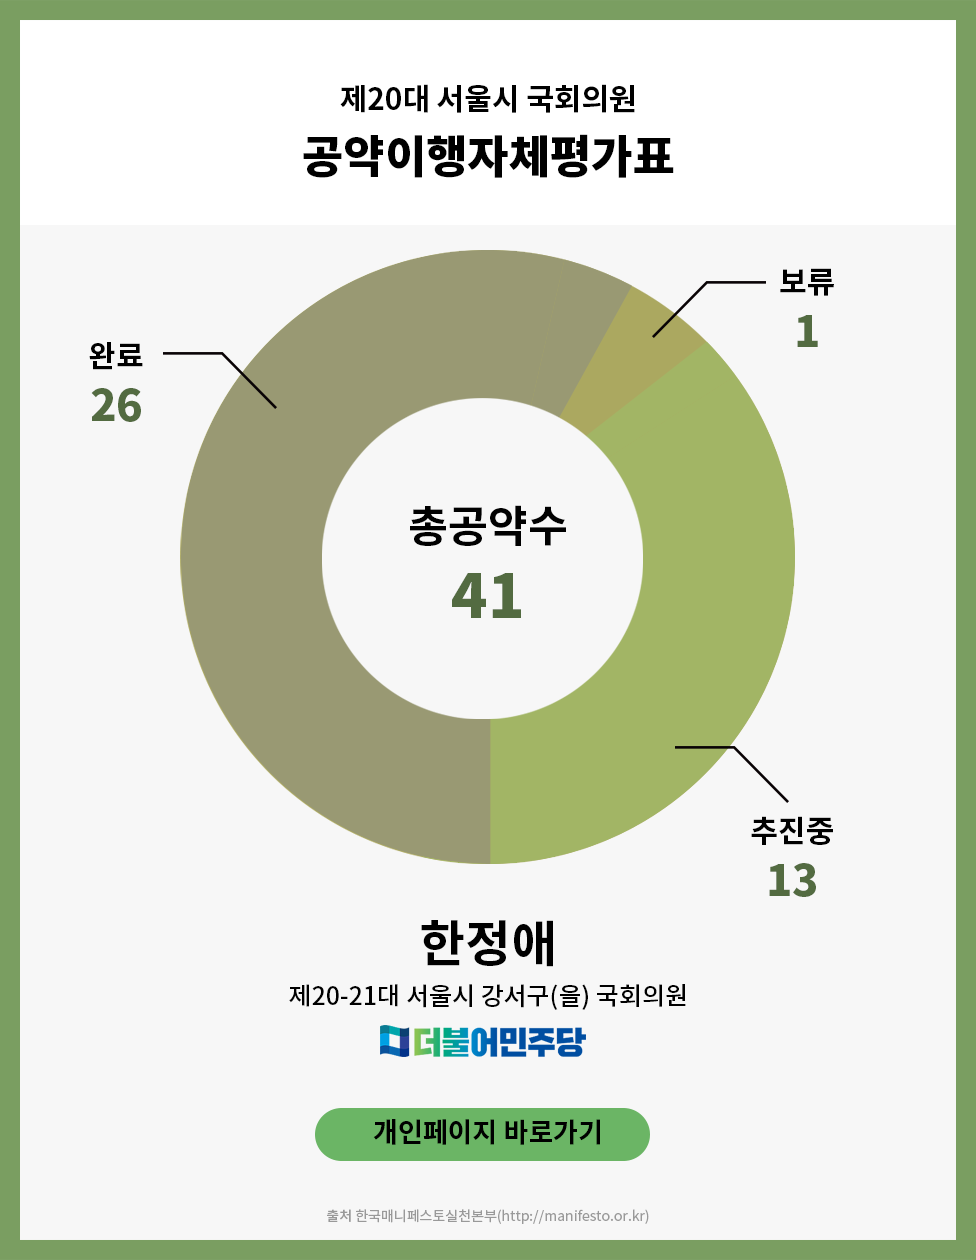 제20대 서울시 국회의원
공약이행자체평가표
보류
1
완료
26
총공약수
41
추진중
13
한정애
제20-21대 서울시 강서구(을) 국회의원
더불어민주당
개인페이지 바로가기
출처 한국매니페스토실천본부(http://manifesto.or.kr)